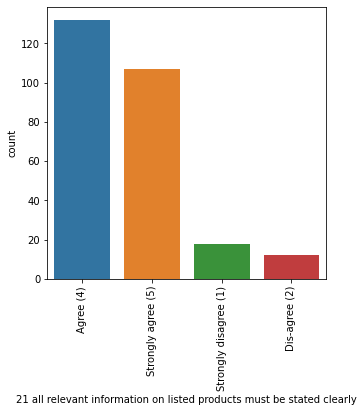 120
100
80
60
40
20
0
count
Agree (4)
Strongly agree (5)
Strongly disagree (1)
Dis-agree (2)
21 all relevant information on listed products must be stated clearly